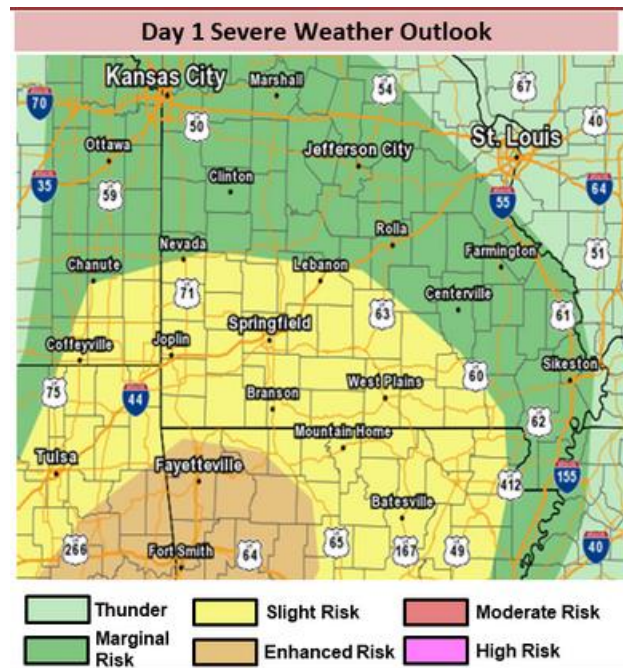 Day 1 Severe Weather Outlook
Kansas City
Marshall
54
67
70
40
50
St. Louis
Ottawa
Jefferson City
Clinton
35
59
55
64
Rolla
Nevada
Farmington
51
Chanute
Lebanon
71
Centerville
63
61
Springfield
Coffeyville
Joplin
Sikeston
75
60
44
Branson
West Plains
62
Mountain Home
Tulsa
Fayetteville
412
155
Batesville
266
Fort Smith
64
65
167
49
40
Thunder
Slight Risk
Moderate Risk
Marginal
Risk
Enhanced Risk
High Risk